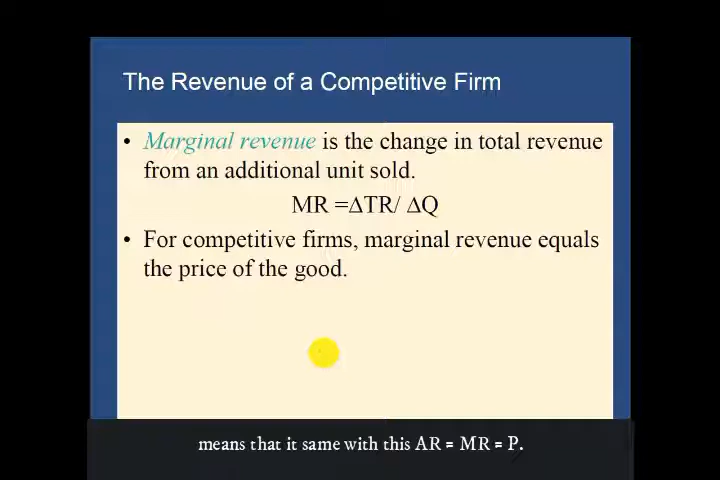 The Revenue of a Competitive Firm
• Marginal revenue is the change in total revenue
from an additional unit sold.
MR =ΔTR/ ΔQ
• For competitive firms, marginal revenue equals
the price of the good.
means that it same with this AR = MR = P.